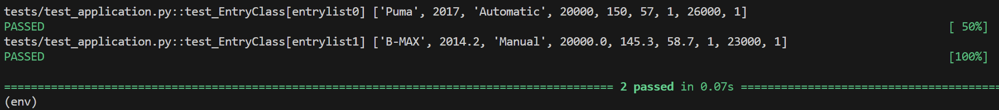 tests/test_application.py::test_EntryClass[entrylist0] ['Puma', 2017, 'Automatic', 20000, 150, 57, 1, 26000, 1]
PASSED [ 50%]
tests/test_application.py::test_EntryClass[entrylist1] ['B-MAX', 2014.2, 'Manual', 20000.0, 145.3, 58.7, 1, 23000, 1]
PASSED [100%]
=========================================================================================== 2 passed in 0.07s =======================================
(env)